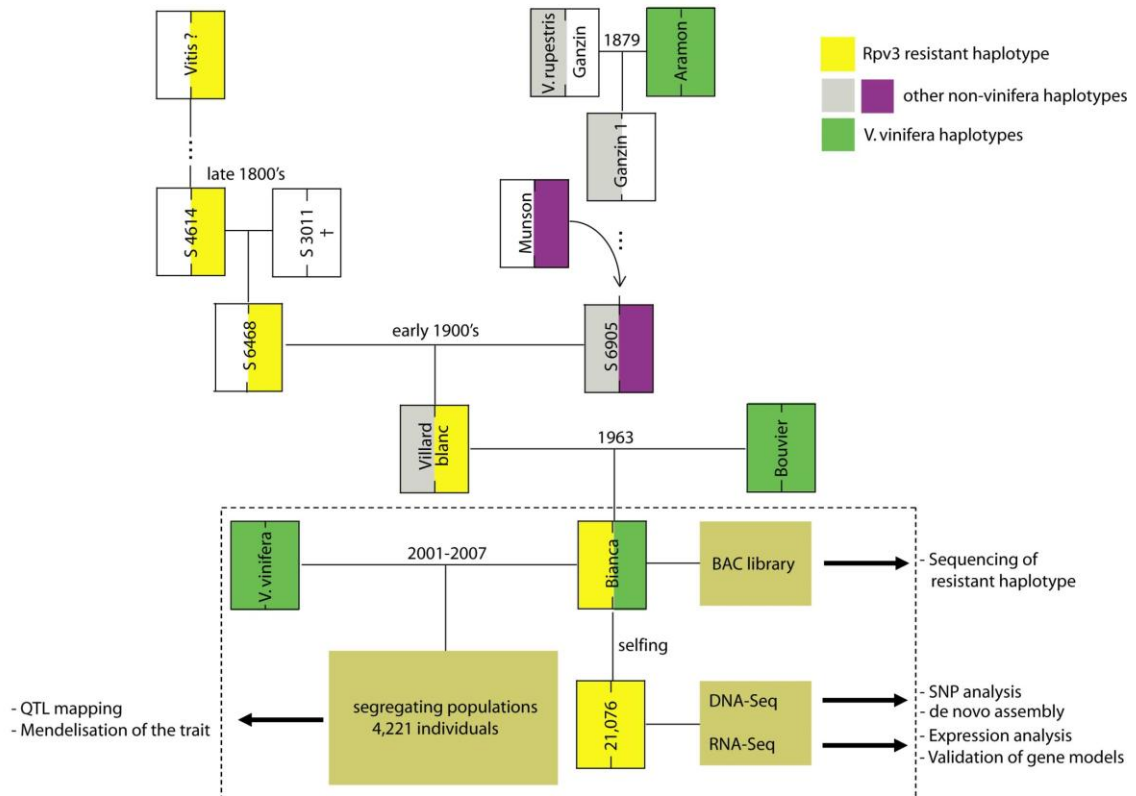 Vitis ?
V. rupestris
Ganzin
1879
Aramon
Ganzin 1
Rpv3 resistant haplotype
other non-vinifera haplotypes
V. vinifera haplotypes
late 1800's
S 4614
S 3011
†
Munson
...
...
S 6468
early 1900's
S 6905
Villard
blanc
1963
Bouvier
V. vinifera
2001-2007
Bianca
BAC library
- Sequencing of
resistant haplotype
selfing
- QTL mapping
- Mendelisation of the trait
segregating populations
4,221 individuals
21,076
DNA-Seq
RNA-Seq
- SNP analysis
- de novo assembly
- Expression analysis
- Validation of gene models